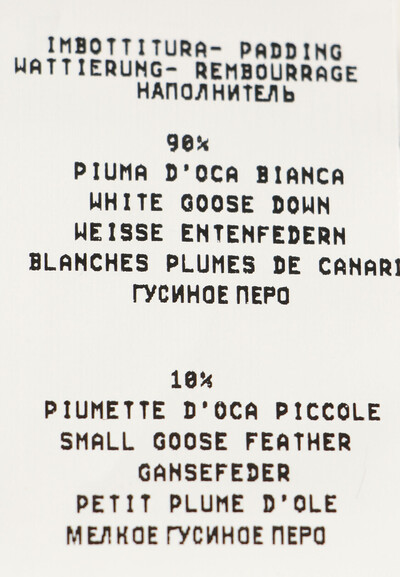 IMBOTTITURA- PADDING
WATTIERUNG- REMBOURRAGE
НАПОЛНИТЕЛЬ
90%
PIUMA D'OCA BIANCA
WHITE GOOSE DOWN
WEISSE ENTENFEDERN
BLANCHES PLUMES DE CANARD
ГУСИНОЕ ПЕРО
10%
PIUMETTE D'OCA PICCOLE
SMALL GOOSE FEATHER
GANSEFEDER
PETIT PLUME D'OLE
МЕЛКОЕ ГУСИНОЕ ПЕРО